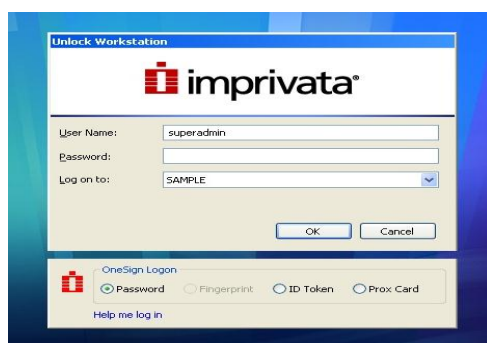 Unlock Workstation
imprivata®
User Name: superadmin
Password:
Log on to: SAMPLE
OK Cancel
OneSign Logon
Password Fingerprint ID Token Prox Card
Help me log in